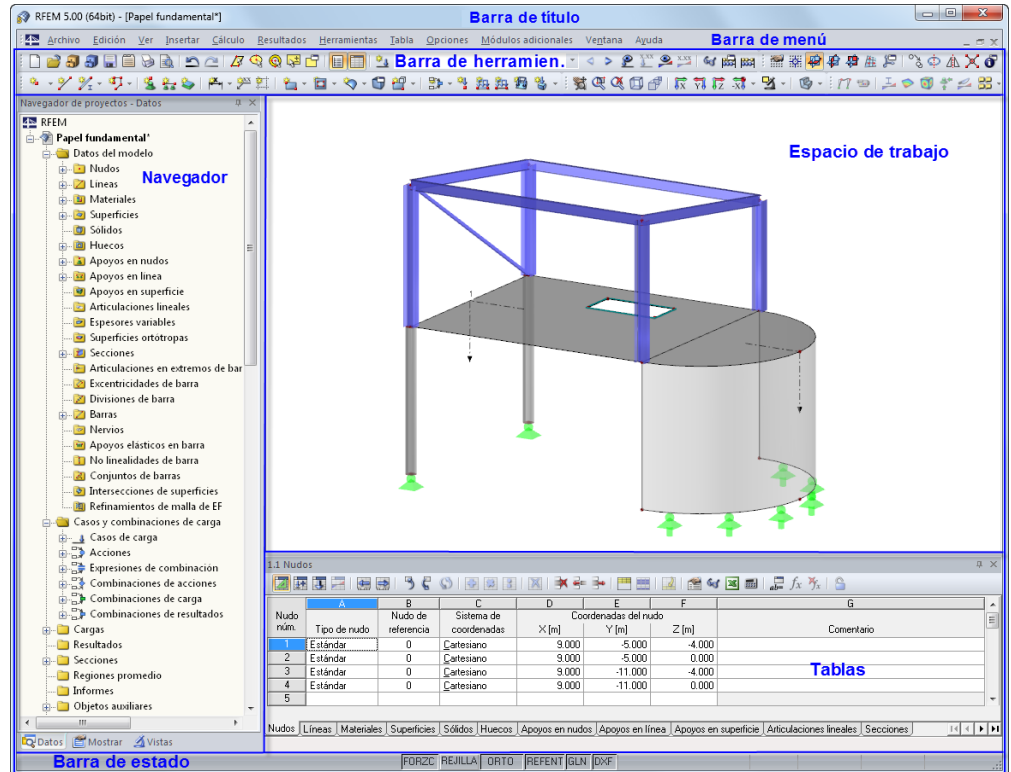 RFEM 5.00 (64bit) - [Papel fundamental*]
Barra de título
Archivo Edición Ver Insertar Cálculo Resultados Herramientas Tabla Opciones Módulos adicionales Ventana Ayuda
Barra de menú
Barra de herramien.
Navegador de proyectos - Datos
RFEM
Papel fundamental*
Datos del modelo
Nudos
Líneas
Navegador
Materiales
Superficies
Sólidos
Huecos
Apoyos en nudos
Apoyos en línea
Apoyos en superficie
Articulaciones lineales
Espesores variables
Superficies ortótropas
Secciones
Articulaciones en extremos de bar
Excentricidades de barra
Divisiones de barra
Barras
Nervios
Apoyos elásticos en barra
No linealidades de barra
Conjuntos de barras
Intersecciones de superficies
Refinamientos de malla de EF
Casos y combinaciones de carga
Casos de carga
Acciones
Expresiones de combinación
Combinaciones de acciones
Combinaciones de carga
Combinaciones de resultados
Cargas
Resultados
Secciones
Regiones promedio
Informes
Objetos auxiliares
Datos Mostrar Vistas
Espacio de trabajo
1.1 Nudos
A B C D E F G
Nudo núm. Tipo de nudo Nudo de referencia Sistema de coordenadas Coordenadas del nudo X [m] Y [m] Z [m] Comentario
1 Estándar 0 Cartesiano 9.000 -5.000 -4.000
2 Estándar 0 Cartesiano 9.000 -5.000 0.000
3 Estándar 0 Cartesiano 9.000 -11.000 -4.000
4 Estándar 0 Cartesiano 9.000 -11.000 0.000
5
Tablas
Nudos Líneas Materiales Superficies Sólidos Huecos Apoyos en nudos Apoyos en línea Apoyos en superficie Articulaciones lineales Secciones
Barra de estado
FORZC REJILLA ORTO REFENT GLN DXF